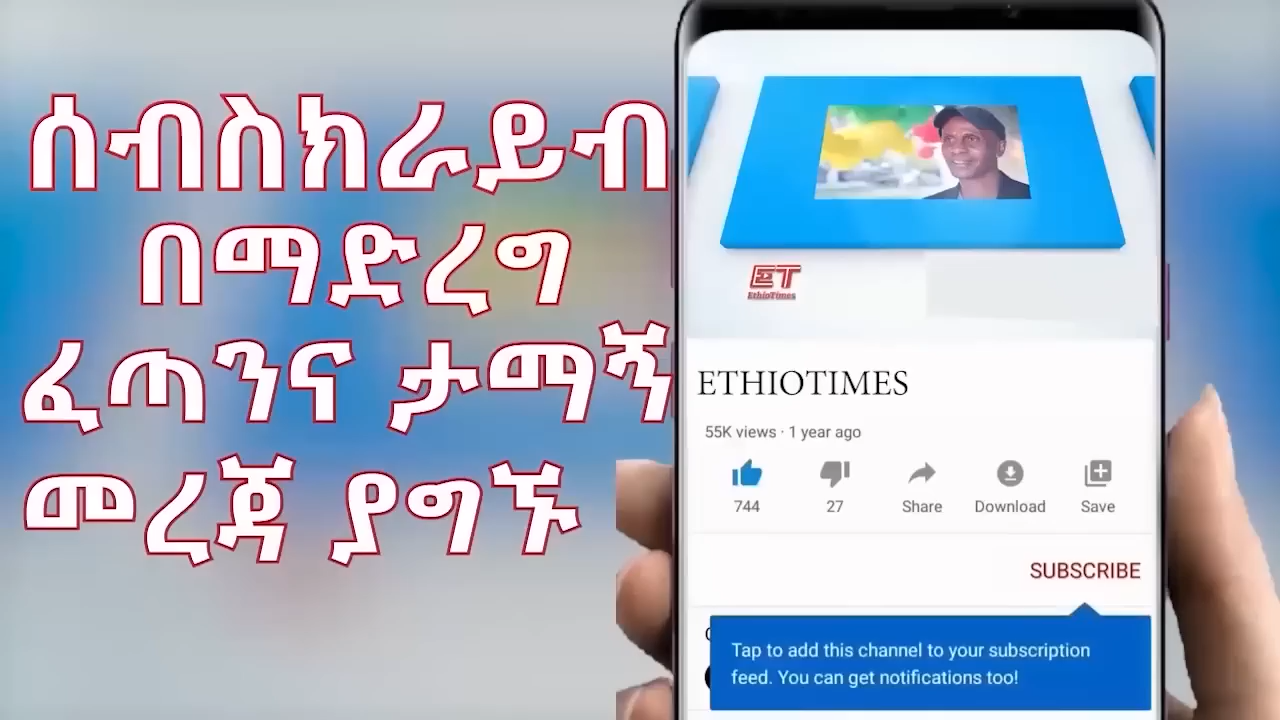 ሰብስክራይብ
በማድረግ
ፈጣንና ታማኝ
መረጃ ያግኙ
ET
EthioTimes
ETHIOTIMES
55K views · 1 year ago
744 27 Share Download Save
SUBSCRIBE
Tap to add this channel to your subscription
feed. You can get notifications too!